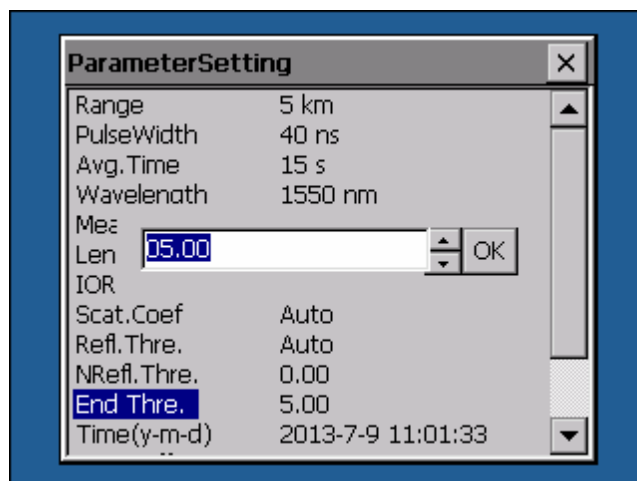 ParameterSetting
Range 5 km
PulseWidth 40 ns
Avg.Time 15 s
Wavelength 1550 nm
Mea
Len 05.00 OK
IOR
Scat.Coef Auto
Refl.Thre. Auto
NRefl.Thre. 0.00
End Thre. 5.00
Time(y-m-d) 2013-7-9 11:01:33